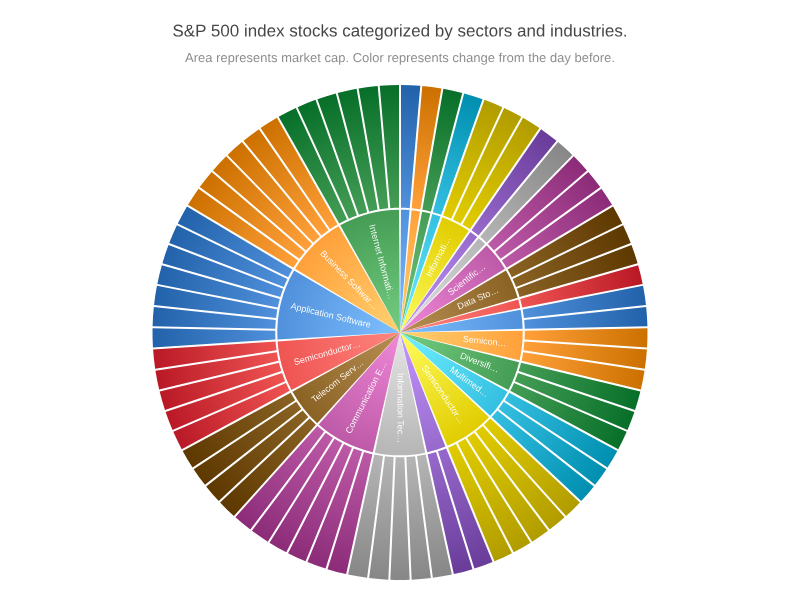 S&P 500 index stocks categorized by sectors and industries.
Area represents market cap. Color represents change from the day before.
Informati…
Scientific…
Data Sto…
Semicon…
Diversifi…
Multimed…
Semiconductor…
Information Tec…
Communication E…
Telecom Serv…
Semiconductor…
Application Software
Business Softwar…
Internet Informati…